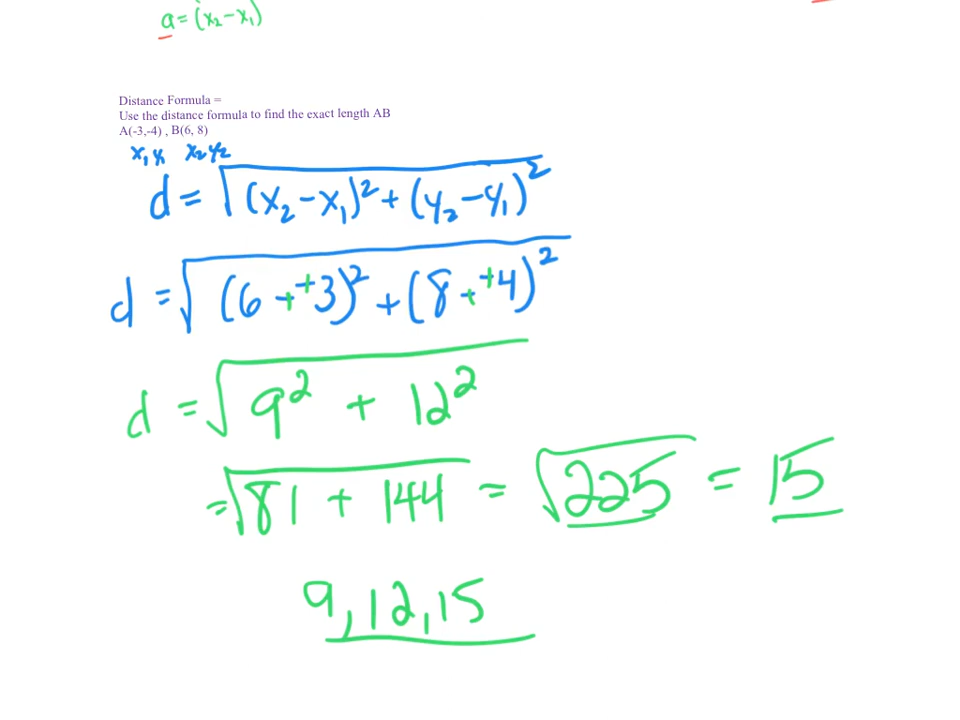 a = (x₂ - x₁)
Distance Formula =
Use the distance formula to find the exact length AB
A(-3,-4) , B(6, 8)
x₁ y₁ x₂ y₂
d = √((x₂ - x₁)² + (y₂ - y₁)²)
d = √((6 + +3)² + (8 + +4)²)
d = √(9² + 12²)
= √(81 + 144) = √225 = 15
9, 12, 15